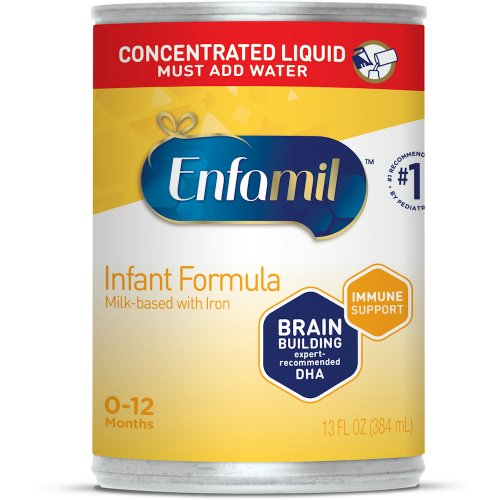 CONCENTRATED LIQUID
MUST ADD WATER
Enfamil™
#1
Infant Formula
Milk-based with Iron
IMMUNE
SUPPORT
BRAIN
BUILDING
expert-
recommended
DHA
0-12
Months
13 FL OZ (384 mL)